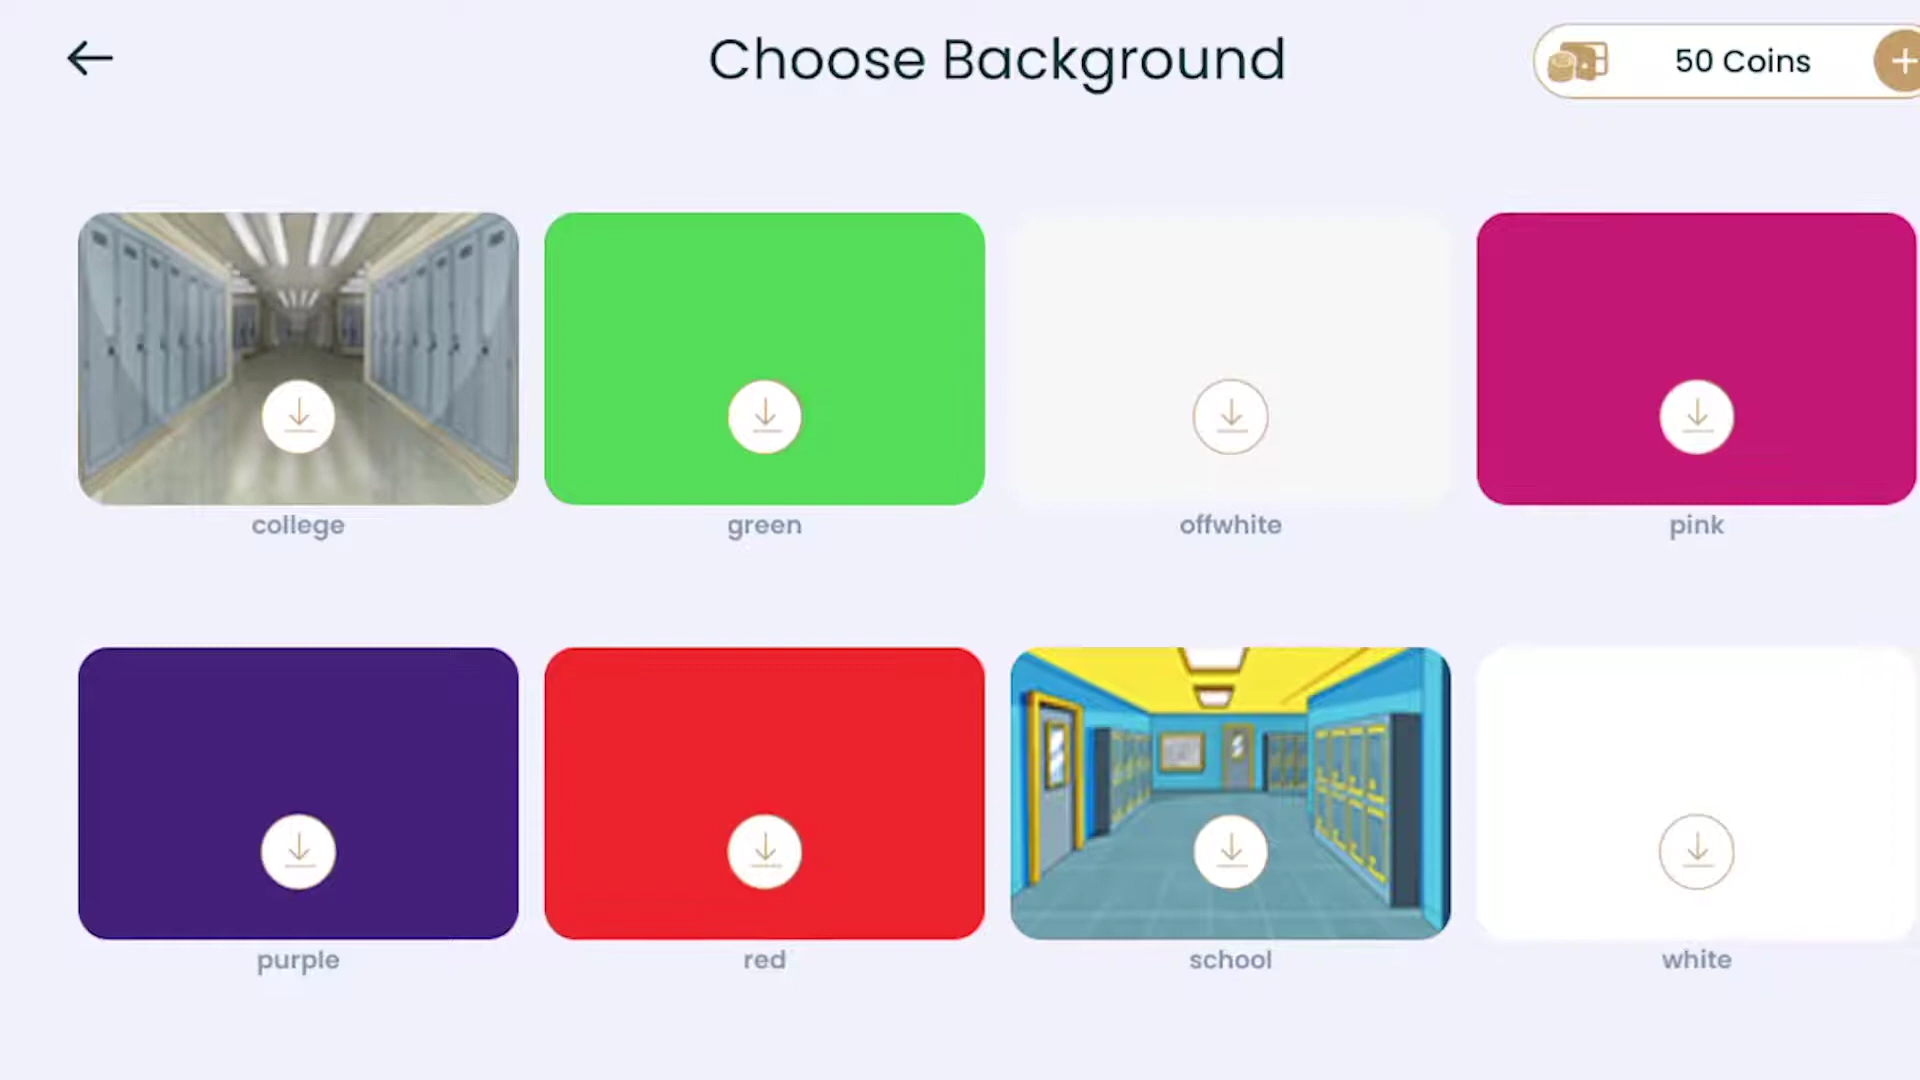 Choose Background
50 Coins
college
green
offwhite
pink
purple
red
school
white